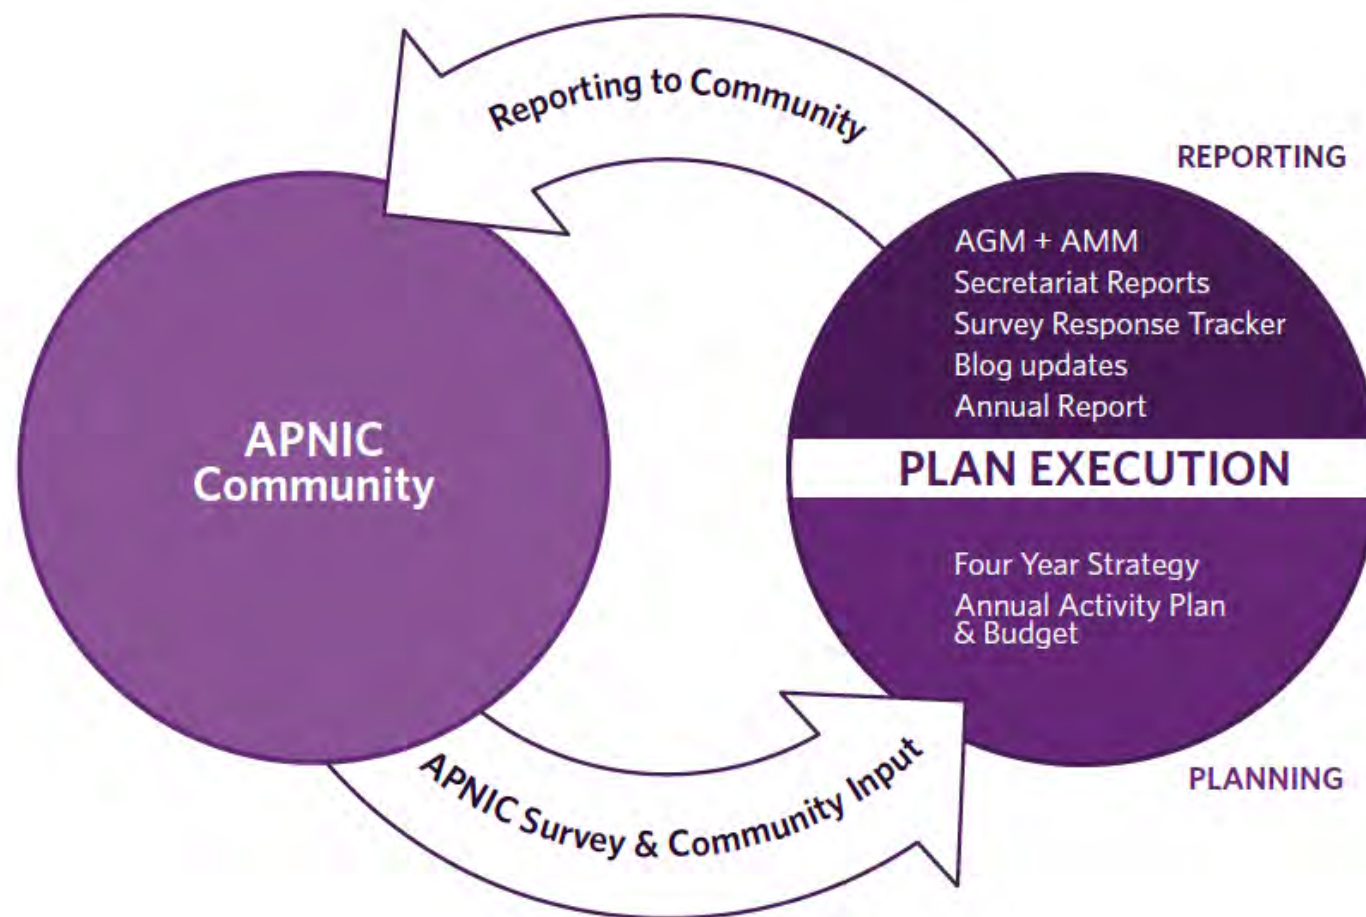 Reporting to Community
REPORTING
AGM + AMM
Secretariat Reports
Survey Response Tracker
Blog updates
Annual Report
APNIC
Community
PLAN EXECUTION
Four Year Strategy
Annual Activity Plan
& Budget
PLANNING
APNIC Survey & Community Input